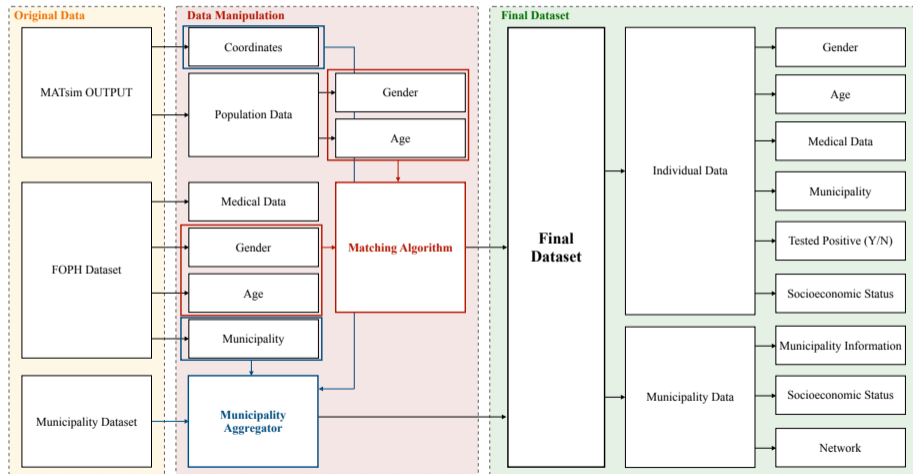 Original Data
Data Manipulation
Final Dataset
MATsim OUTPUT
Coordinates
Population Data
Gender
Age
FOPH Dataset
Medical Data
Gender
Age
Municipality
Matching Algorithm
Municipality Dataset
Municipality
Aggregator
Final
Dataset
Individual Data
Gender
Age
Medical Data
Municipality
Tested Positive (Y/N)
Socioeconomic Status
Municipality Data
Municipality Information
Socioeconomic Status
Network